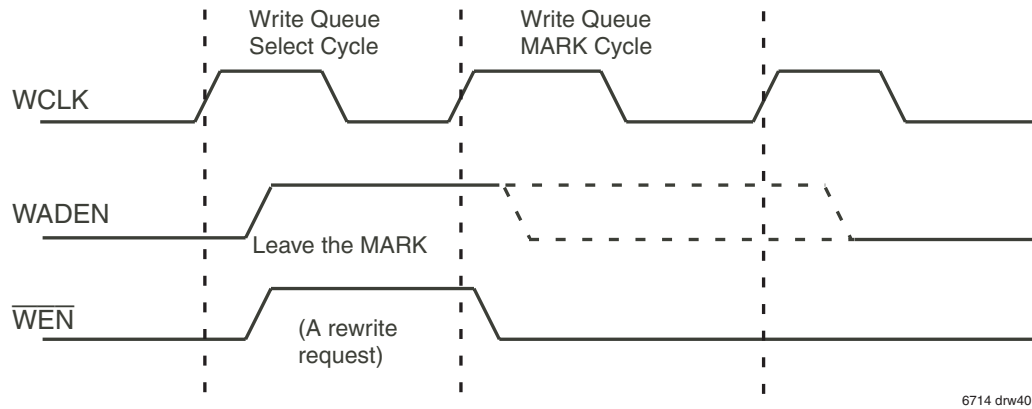 Write Queue
Select Cycle
Write Queue
MARK Cycle
WCLK
WADEN
Leave the MARK
WEN
(A rewrite
request)
6714 drw40